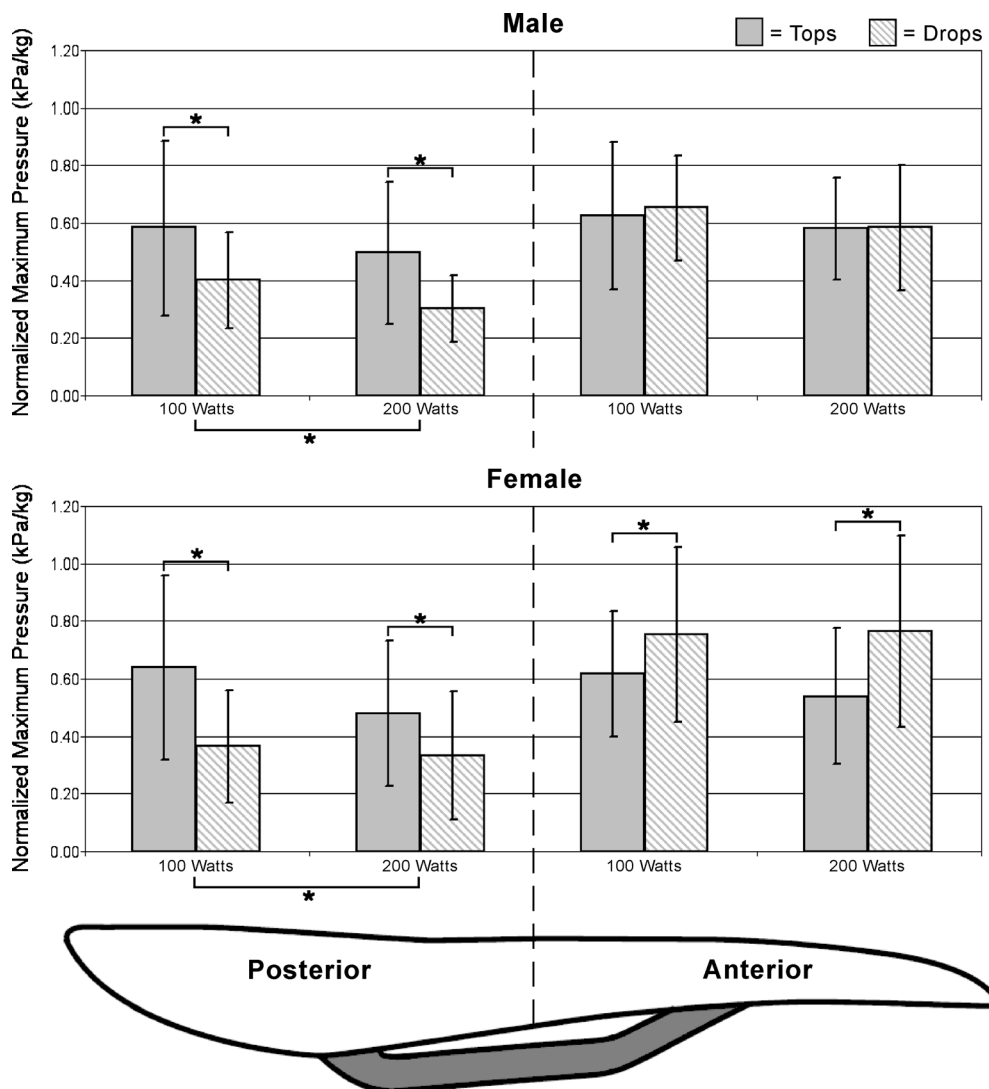 Male
= Tops = Drops
Normalized Maximum Pressure (kPa/kg)
1.20
1.00
0.80
0.60
0.40
0.20
0.00
* *
100 Watts 200 Watts 100 Watts 200 Watts
*
Female
Normalized Maximum Pressure (kPa/kg)
1.20
1.00
0.80
0.60
0.40
0.20
0.00
* * * *
100 Watts 200 Watts 100 Watts 200 Watts
*
Posterior Anterior